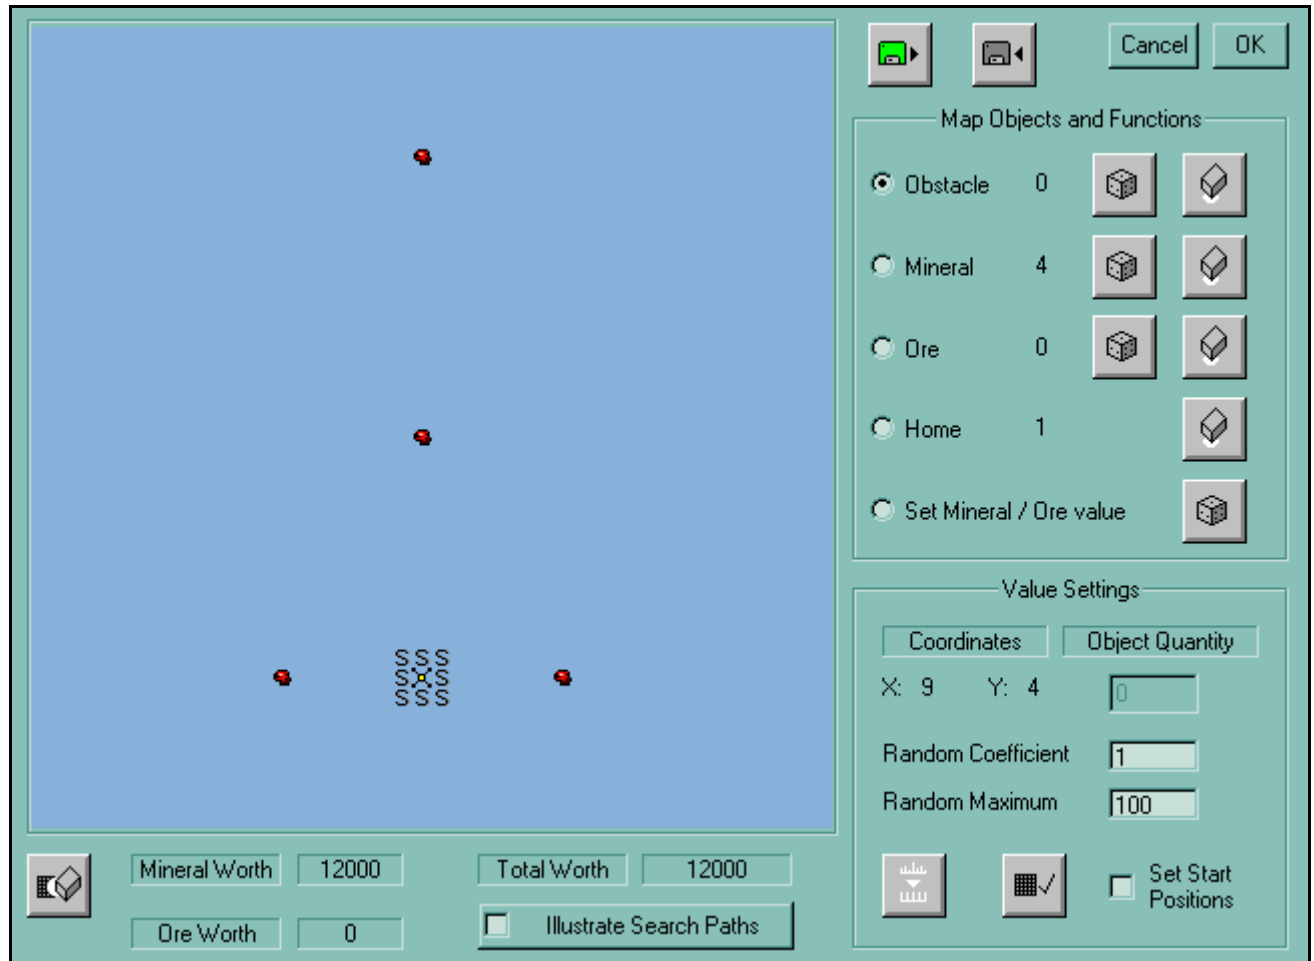 Cancel OK
Map Objects and Functions
Obstacle 0
Mineral 4
Ore 0
Home 1
Set Mineral / Ore value
SSS
S S
SSS
Value Settings
Coordinates Object Quantity
X: 9 Y: 4 0
Random Coefficient 1
Random Maximum 100
Set Start
Positions
Mineral Worth 12000 Total Worth 12000
Ore Worth 0 Illustrate Search Paths